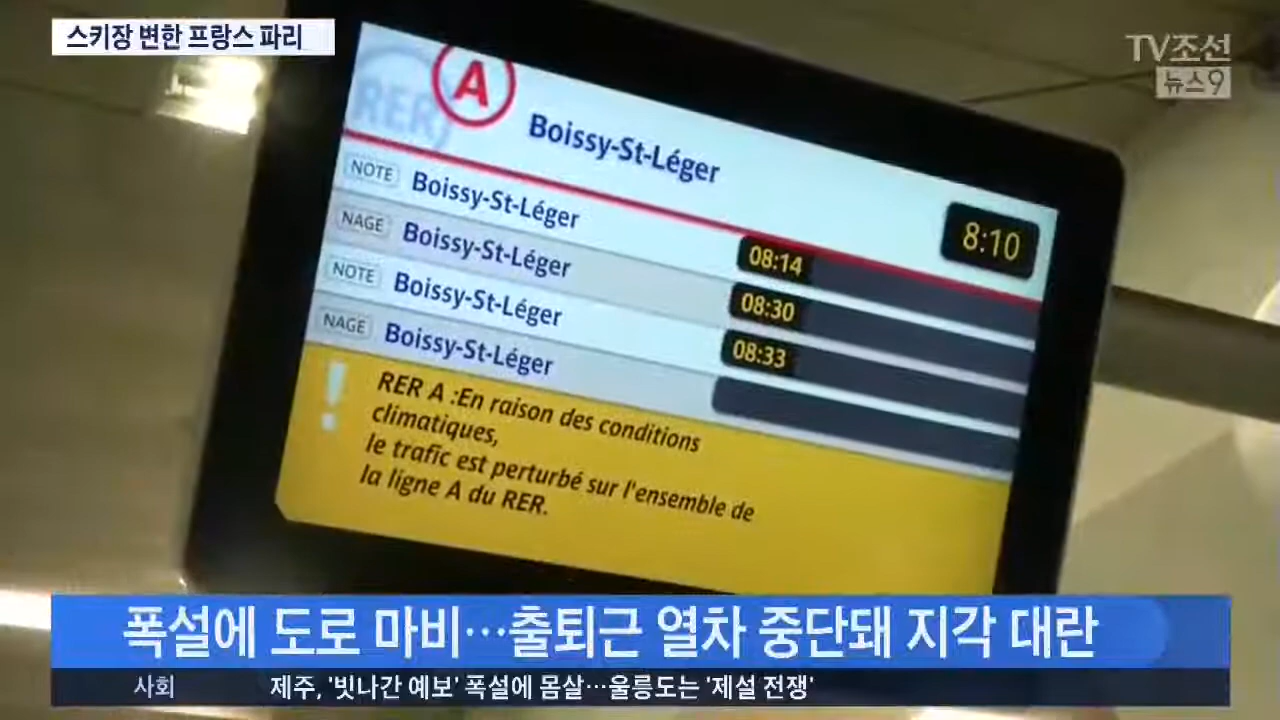 스키장 변한 프랑스 파리
TV조선
뉴스9
RER
A
Boissy-St-Léger
8:10
NOTE Boissy-St-Léger 08:14
NAGE Boissy-St-Léger 08:30
NOTE Boissy-St-Léger 08:33
NAGE Boissy-St-Léger
! RER A :En raison des conditions
climatiques,
le trafic est perturbé sur l'ensemble de
la ligne A du RER.
폭설에 도로 마비…출퇴근 열차 중단돼 지각 대란
사회 제주, '빗나간 예보' 폭설에 몸살…울릉도는 '제설 전쟁'